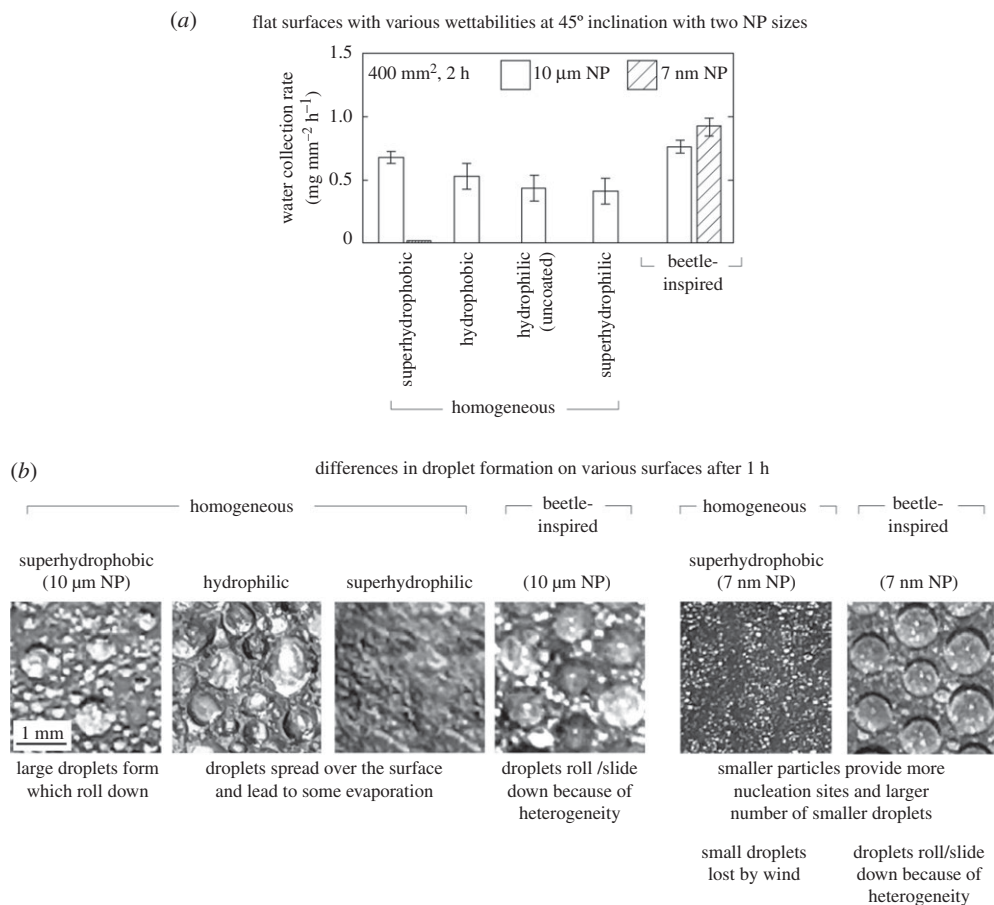 (a) flat surfaces with various wettabilities at 45º inclination with two NP sizes
400 mm², 2 h
10 µm NP
7 nm NP
water collection rate
(mg mm⁻² h⁻¹)
1.5
1.0
0.5
0
superhydrophobic
hydrophobic
hydrophilic
(uncoated)
superhydrophilic
beetle-
inspired
homogeneous
(b) differences in droplet formation on various surfaces after 1 h
homogeneous
beetle-
inspired
homogeneous
beetle-
inspired
superhydrophobic
(10 µm NP)
hydrophilic
superhydrophilic
(10 µm NP)
superhydrophobic
(7 nm NP)
(7 nm NP)
1 mm
large droplets form
which roll down
droplets spread over the surface
and lead to some evaporation
droplets roll /slide
down because of
heterogeneity
smaller particles provide more
nucleation sites and larger
number of smaller droplets
small droplets
lost by wind
droplets roll/slide
down because of
heterogeneity